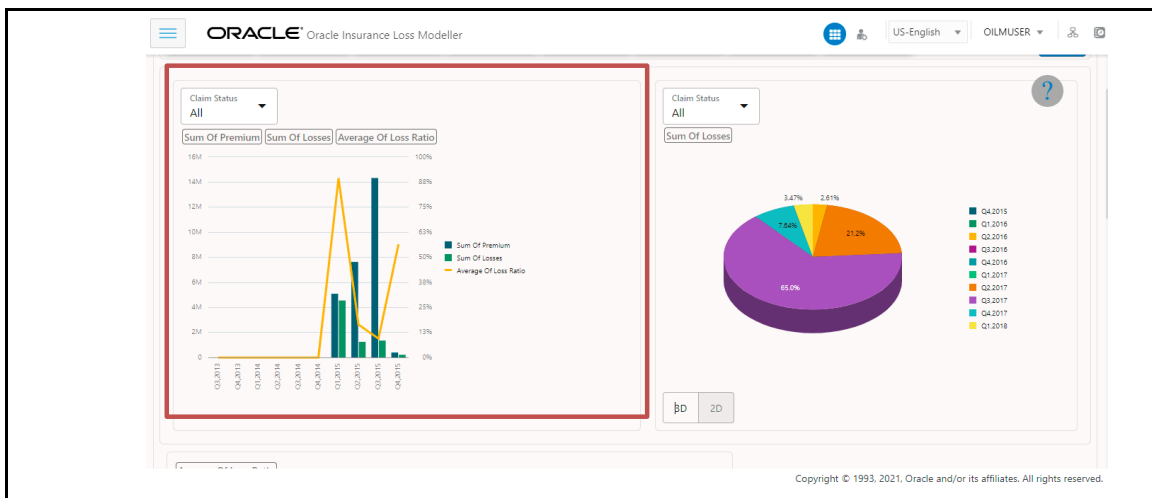 ORACLE Oracle Insurance Loss Modeller
US-English
OILMUSER
Claim Status
All
Sum Of Premium Sum Of Losses Average Of Loss Ratio
16M 100%
14M 88%
12M 75%
10M 63%
8M 50%
6M 38%
4M 25%
2M 13%
0 0%
Q3,2013
Q4,2013
Q1,2014
Q2,2014
Q3,2014
Q4,2014
Q1,2015
Q2,2015
Q3,2015
Q4,2015
Sum Of Premium
Sum Of Losses
Average Of Loss Ratio
Claim Status
All
?
Sum Of Losses
3.47% 2.61%
7.64% 21.2%
65.0%
Q4,2015
Q1,2016
Q2,2016
Q3,2016
Q4,2016
Q1,2017
Q2,2017
Q3,2017
Q4,2017
Q1,2018
3D 2D
Copyright © 1993, 2021, Oracle and/or its affiliates. All rights reserved.